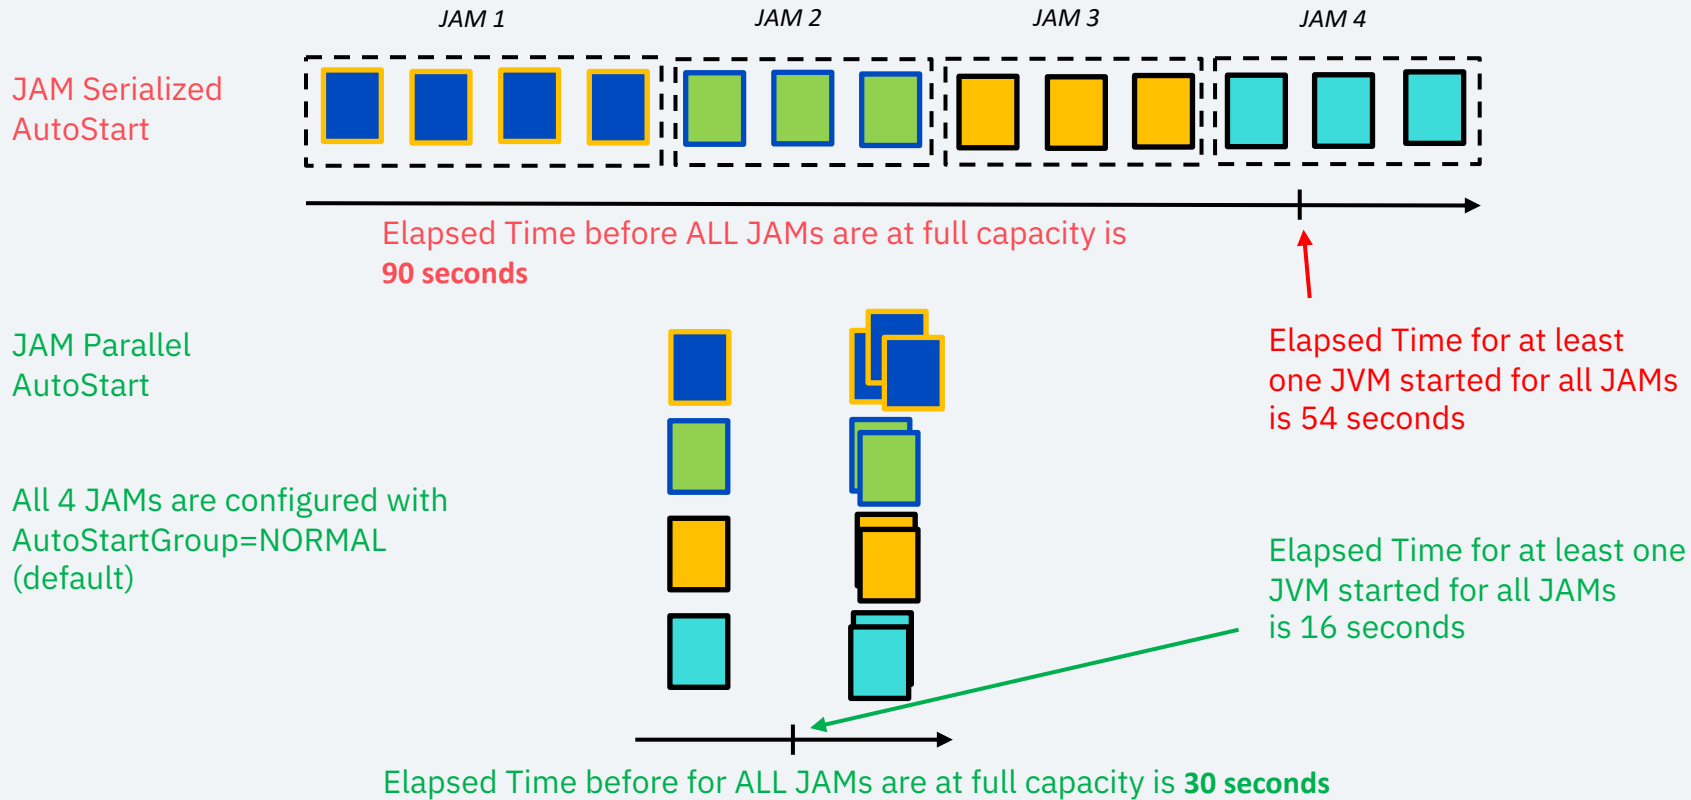 JAM 1
JAM 2
JAM 3
JAM 4
JAM Serialized
AutoStart
Elapsed Time before ALL JAMs are at full capacity is
90 seconds
JAM Parallel
AutoStart
Elapsed Time for at least
one JVM started for all JAMs
is 54 seconds
All 4 JAMs are configured with
AutoStartGroup=NORMAL
(default)
Elapsed Time for at least one
JVM started for all JAMs
is 16 seconds
Elapsed Time before for ALL JAMs are at full capacity is 30 seconds